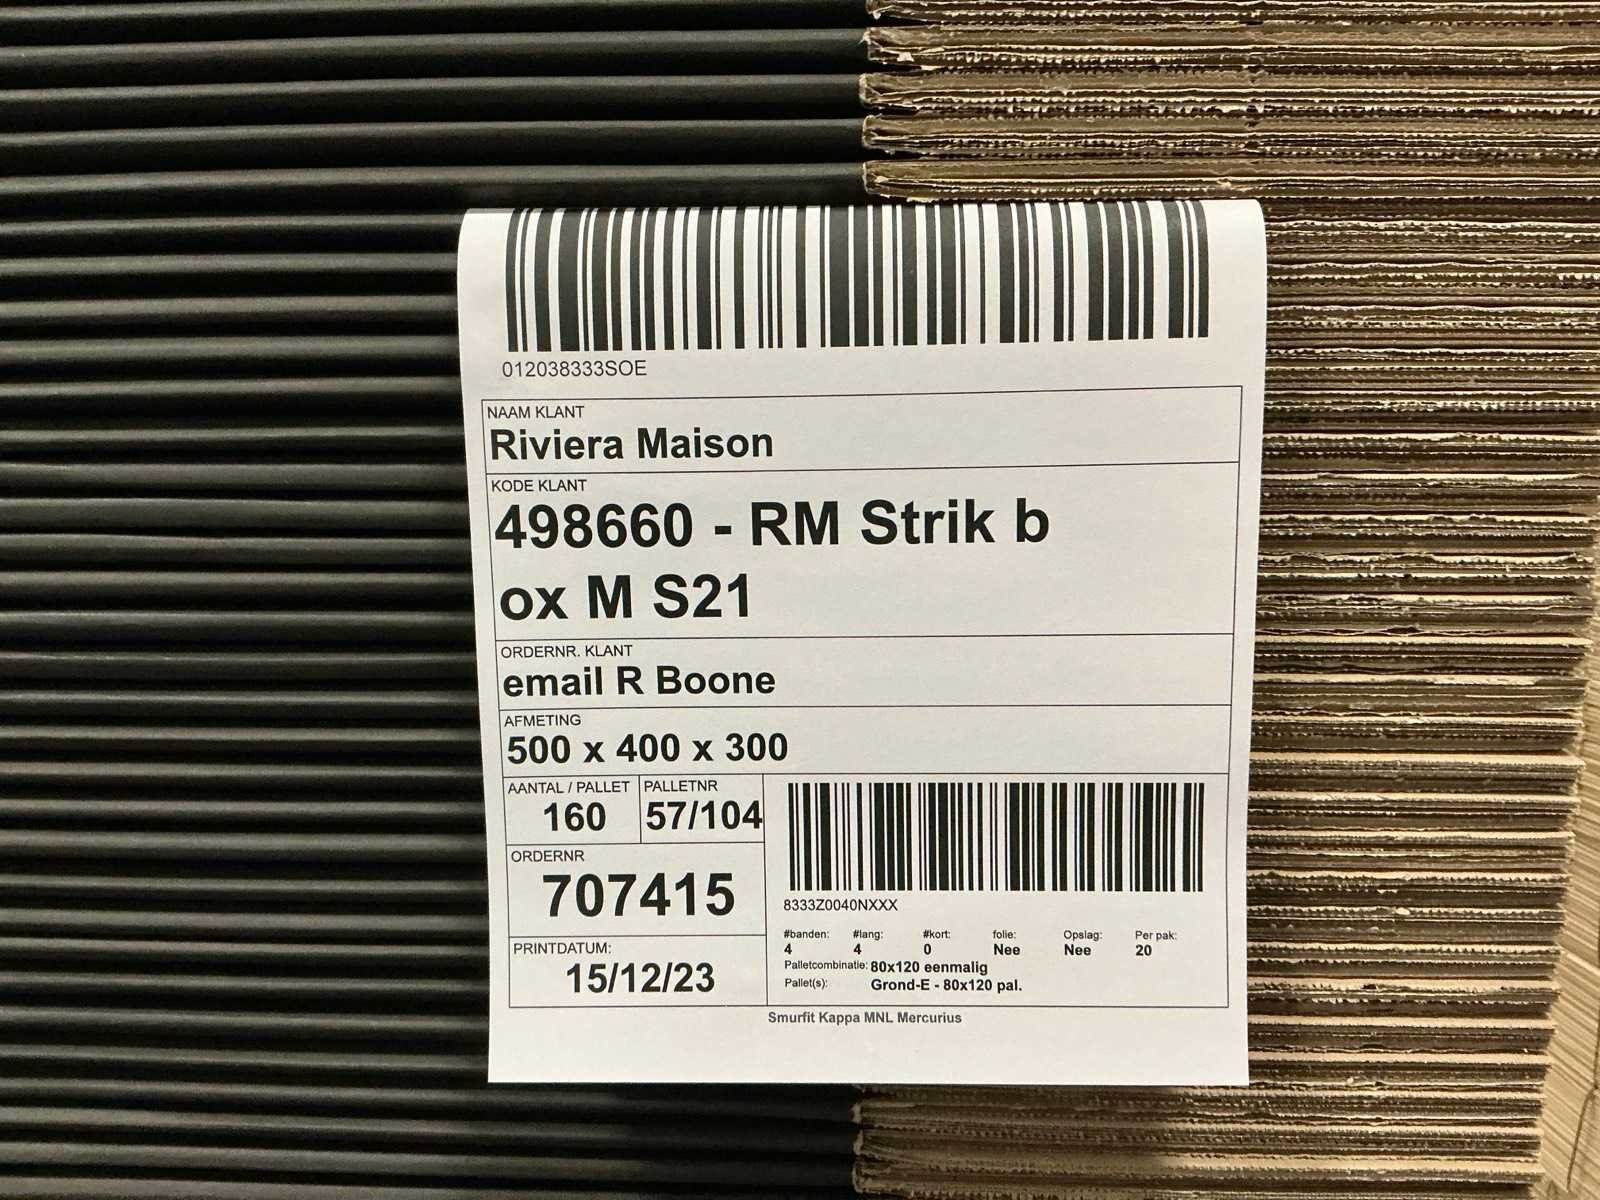 012038333SOE
NAAM KLANT
Riviera Maison
KODE KLANT
498660 - RM Strik b
ox M S21
ORDERNR. KLANT
email R Boone
AFMETING
500 x 400 x 300
AANTAL / PALLET PALLETNR
160 57/104
ORDERNR
707415
PRINTDATUM:
15/12/23
8333Z0040NXXX
#banden: #lang: #kort: folie: Opslag: Per pak:
4 4 0 Nee Nee 20
Palletcombinatie: 80x120 eenmalig
Pallet(s): Grond-E - 80x120 pal.
Smurfit Kappa MNL Mercurius